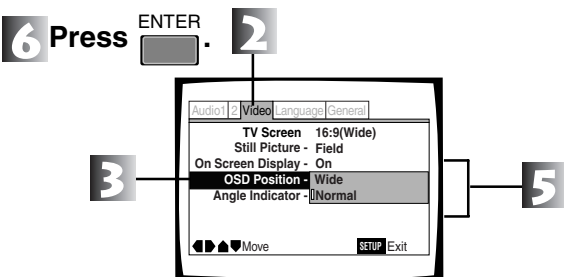 6 Press ENTER .
2
Audio1 2 Video Language General
TV Screen 16:9(Wide)
Still Picture - Field
On Screen Display - On
3
OSD Position - Wide
5
Angle Indicator - Normal
Move SETUP Exit